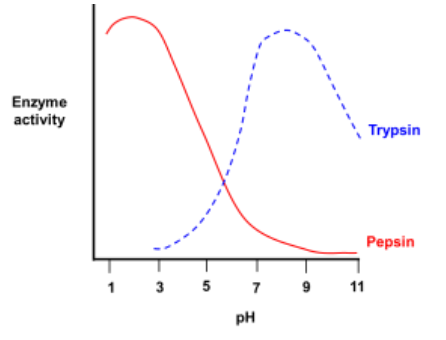 Enzyme
activity
Trypsin
Pepsin
1 3 5 7 9 11
pH